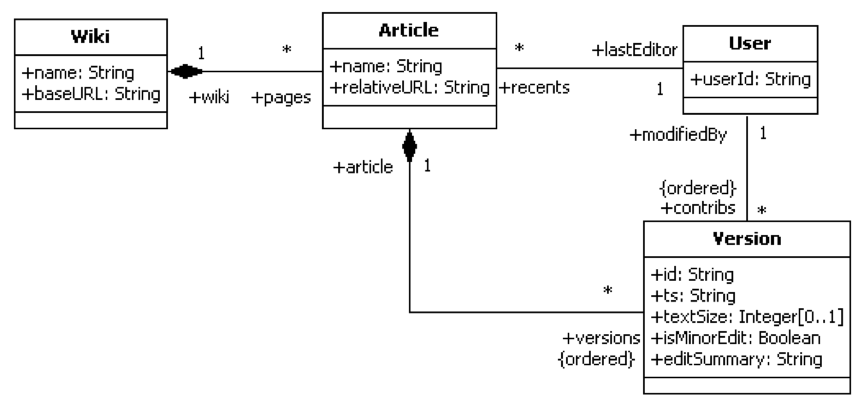 Wiki
+name: String
+baseURL: String
1
*
+wiki
+pages
Article
+name: String
+relativeURL: String
*
+lastEditor
+recents
1
User
+userId: String
+article
1
+modifiedBy
1
{ordered}
+contribs
*
Version
+id: String
+ts: String
+textSize: Integer[0..1]
+isMinorEdit: Boolean
+editSummary: String
*
+versions
{ordered}